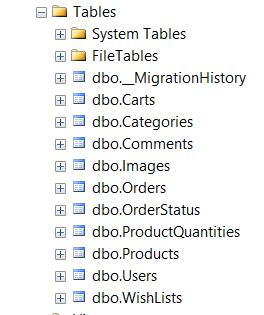 Tables
System Tables
FileTables
dbo.__MigrationHistory
dbo.Carts
dbo.Categories
dbo.Comments
dbo.Images
dbo.Orders
dbo.OrderStatus
dbo.ProductQuantities
dbo.Products
dbo.Users
dbo.WishLists